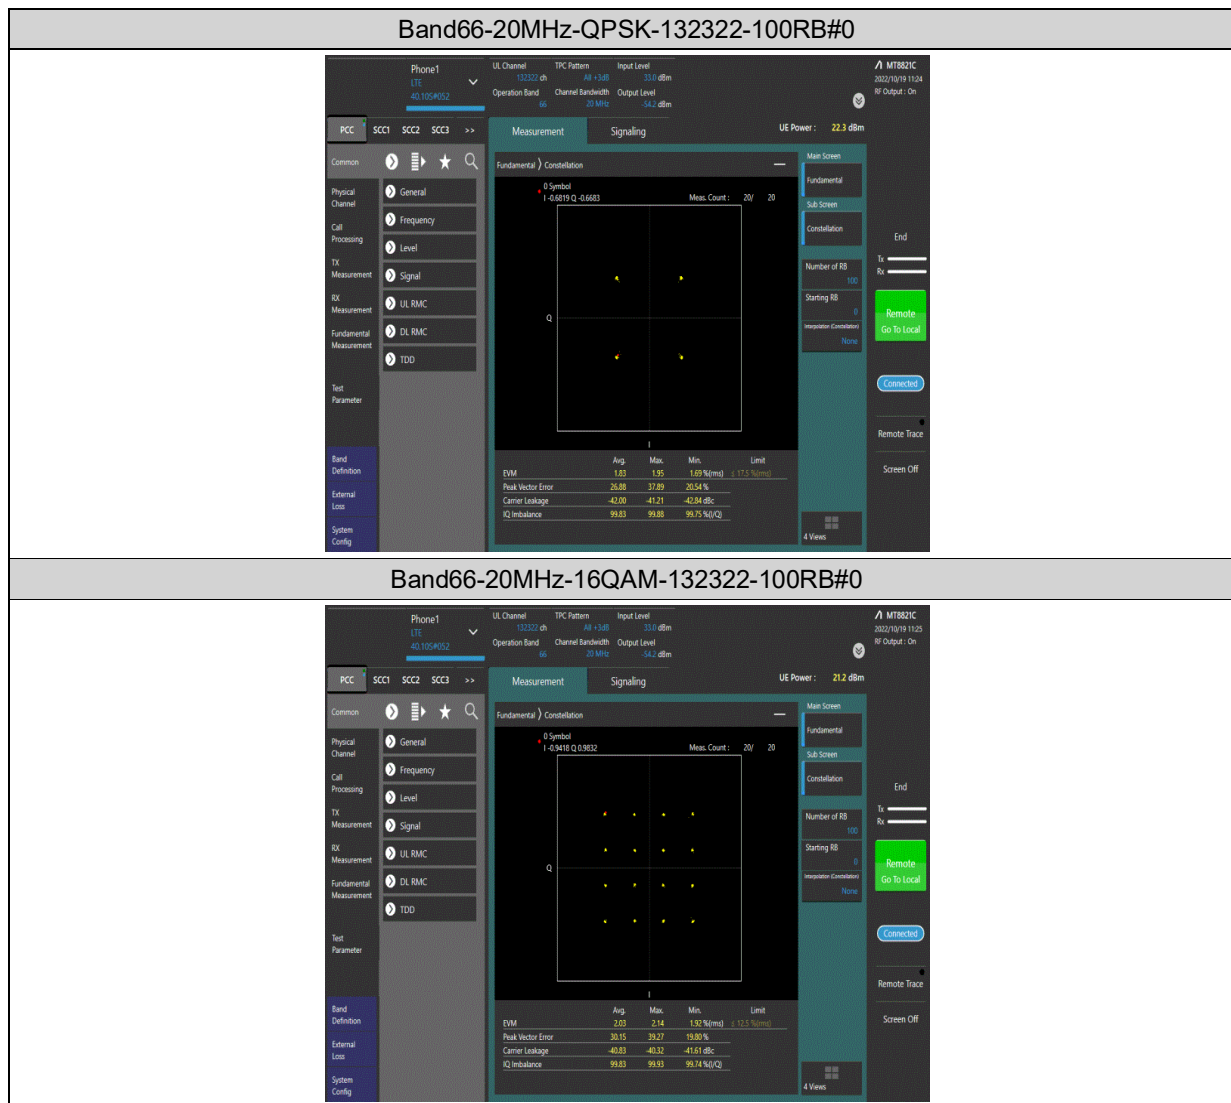 Band66-20MHz-QPSK-132322-100RB#0
Phone1
LTE
40.10S#052
UL Channel TPC Pattern Input Level
132322 ch All +3dB 33.0 dBm
Operation Band Channel Bandwidth Output Level
66 20 MHz -54.2 dBm
MT8821C
2022/10/19 11:24
RF Output : On
PCC SCC1 SCC2 SCC3 >>
Measurement Signaling
UE Power : 22.3 dBm
Common
Physical
Channel
Call
Processing
TX
Measurement
RX
Measurement
Fundamental
Measurement
Test
Parameter
Band
Definition
External
Loss
System
Config
General
Frequency
Level
Signal
UL RMC
DL RMC
TDD
Fundamental 〉 Constellation
0 Symbol
I -0.6819 Q -0.6683 Meas. Count : 20/ 20
Q
I
Avg. Max. Min. Limit
EVM 1.83 1.95 1.69 %(rms) ≤ 17.5 %(rms)
Peak Vector Error 26.88 37.89 20.54 %
Carrier Leakage -42.00 -41.21 -42.84 dBc
IQ Imbalance 99.83 99.88 99.75 %(I/Q)
Main Screen
Fundamental
Sub Screen
Constellation
Number of RB
100
Starting RB
0
Interpolation (Constellation)
None
4 Views
End
Tx
Rx
Remote
Go To Local
Connected
Remote Trace
Screen Off
Band66-20MHz-16QAM-132322-100RB#0
Phone1
LTE
40.10S#052
UL Channel TPC Pattern Input Level
132322 ch All +3dB 33.0 dBm
Operation Band Channel Bandwidth Output Level
66 20 MHz -54.2 dBm
MT8821C
2022/10/19 11:25
RF Output : On
PCC SCC1 SCC2 SCC3 >>
Measurement Signaling
UE Power : 21.2 dBm
Common
Physical
Channel
Call
Processing
TX
Measurement
RX
Measurement
Fundamental
Measurement
Test
Parameter
Band
Definition
External
Loss
System
Config
General
Frequency
Level
Signal
UL RMC
DL RMC
TDD
Fundamental 〉 Constellation
0 Symbol
I -0.9418 Q 0.9832 Meas. Count : 20/ 20
Q
I
Avg. Max. Min. Limit
EVM 2.03 2.14 1.92 %(rms) ≤ 12.5 %(rms)
Peak Vector Error 30.15 39.27 19.80 %
Carrier Leakage -40.83 -40.32 -41.61 dBc
IQ Imbalance 99.83 99.93 99.74 %(I/Q)
Main Screen
Fundamental
Sub Screen
Constellation
Number of RB
100
Starting RB
0
Interpolation (Constellation)
None
4 Views
End
Tx
Rx
Remote
Go To Local
Connected
Remote Trace
Screen Off